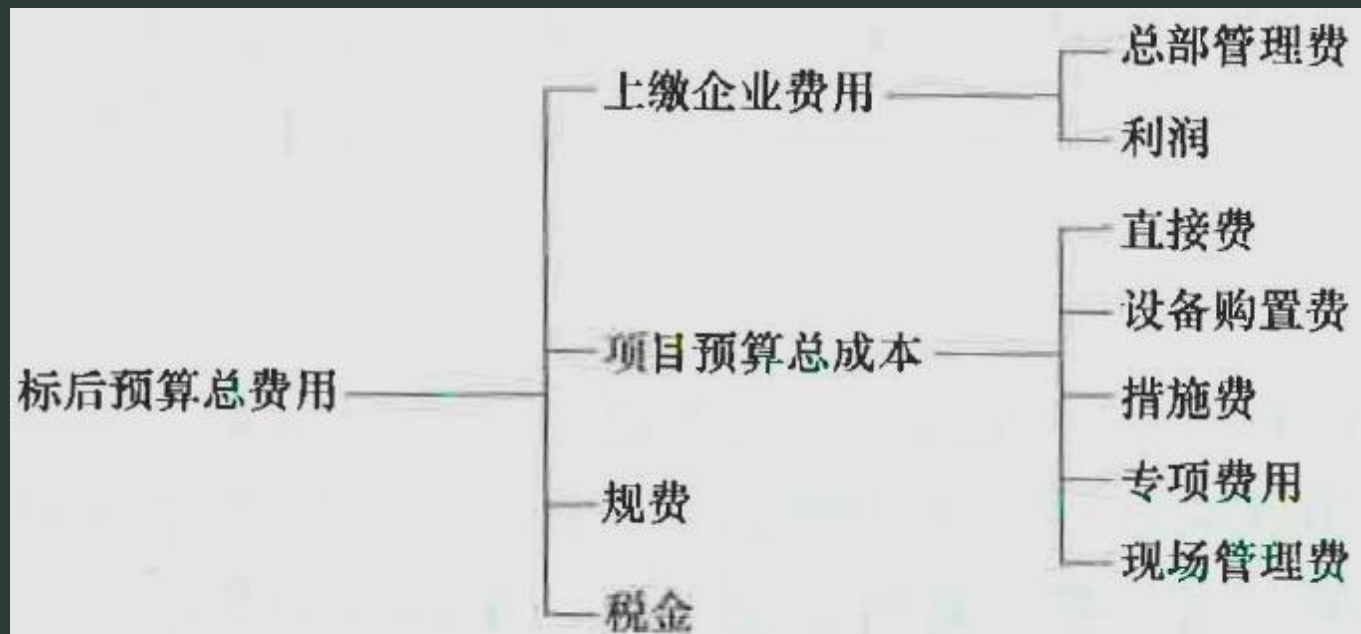 标后预算总费用
上缴企业费用
总部管理费
利润
项目预算总成本
直接费
设备购置费
措施费
专项费用
现场管理费
规费
税金